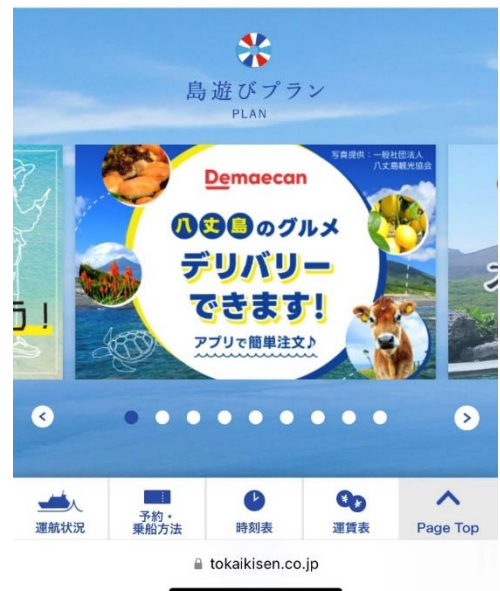 島遊びプラン
PLAN
Demaecan
写真提供：一般社団法人
八丈島観光協会
八丈島のグルメ
デリバリー
できます!
アプリで簡単注文♪
運航状況
予約・
乗船方法
時刻表
運賃表
Page Top
tokaikisen.co.jp